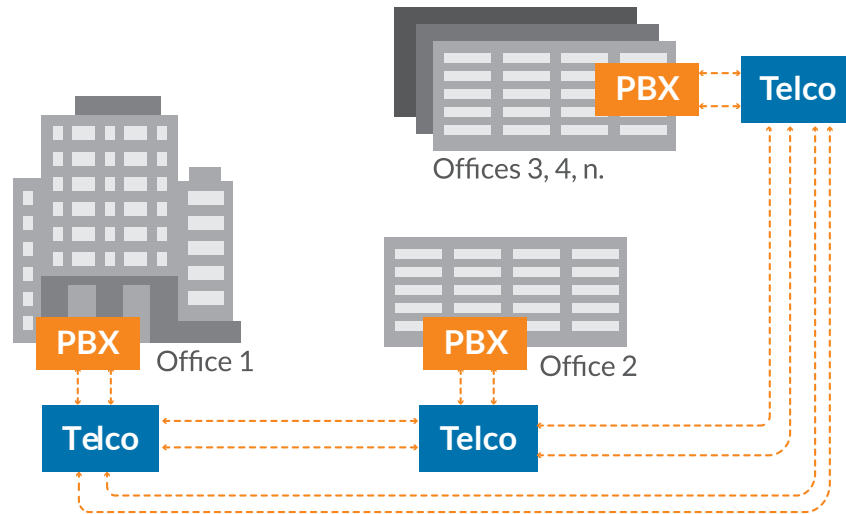 PBX
Telco
Offices 3, 4, n.
PBX
Office 1
PBX
Office 2
Telco
Telco